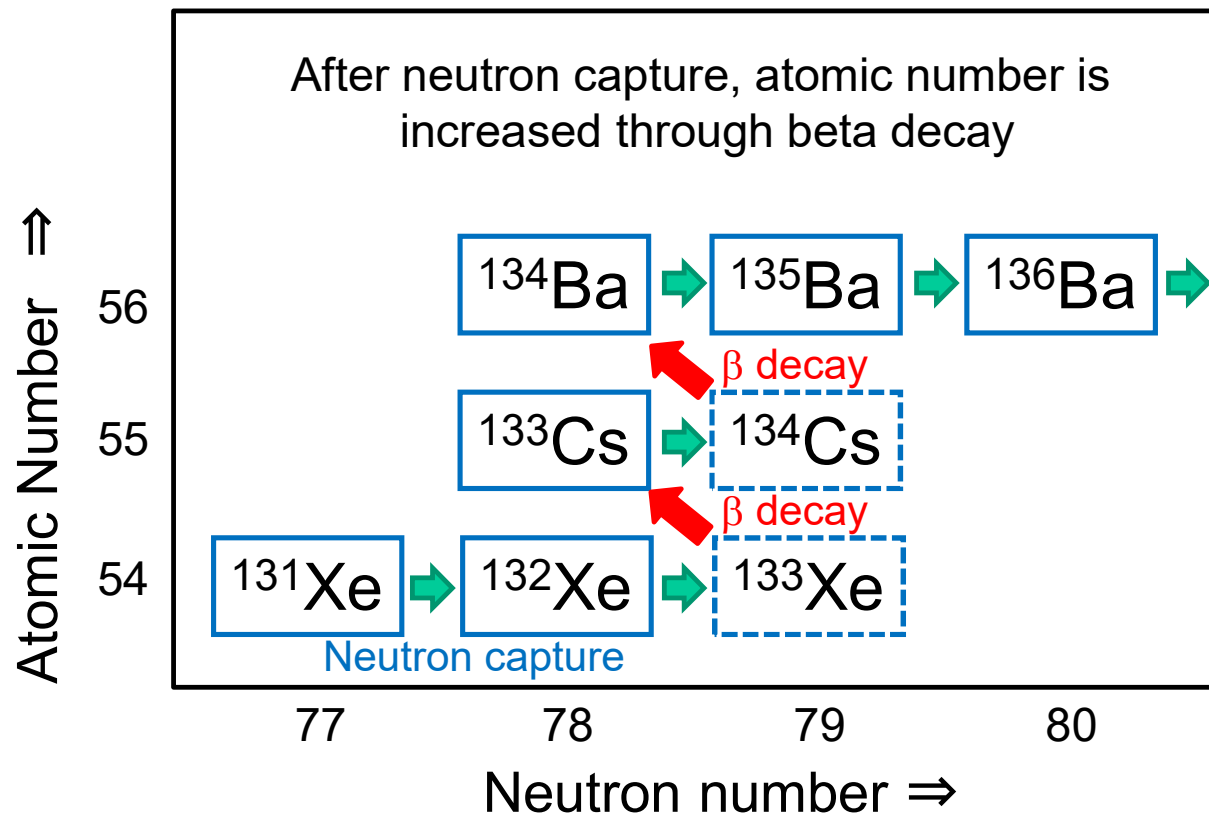 After neutron capture, atomic number is
increased through beta decay
Atomic Number ⇒
56
55
54
¹³⁴Ba
¹³⁵Ba
¹³⁶Ba
β decay
¹³³Cs
¹³⁴Cs
β decay
¹³¹Xe
¹³²Xe
¹³³Xe
Neutron capture
77
78
79
80
Neutron number ⇒